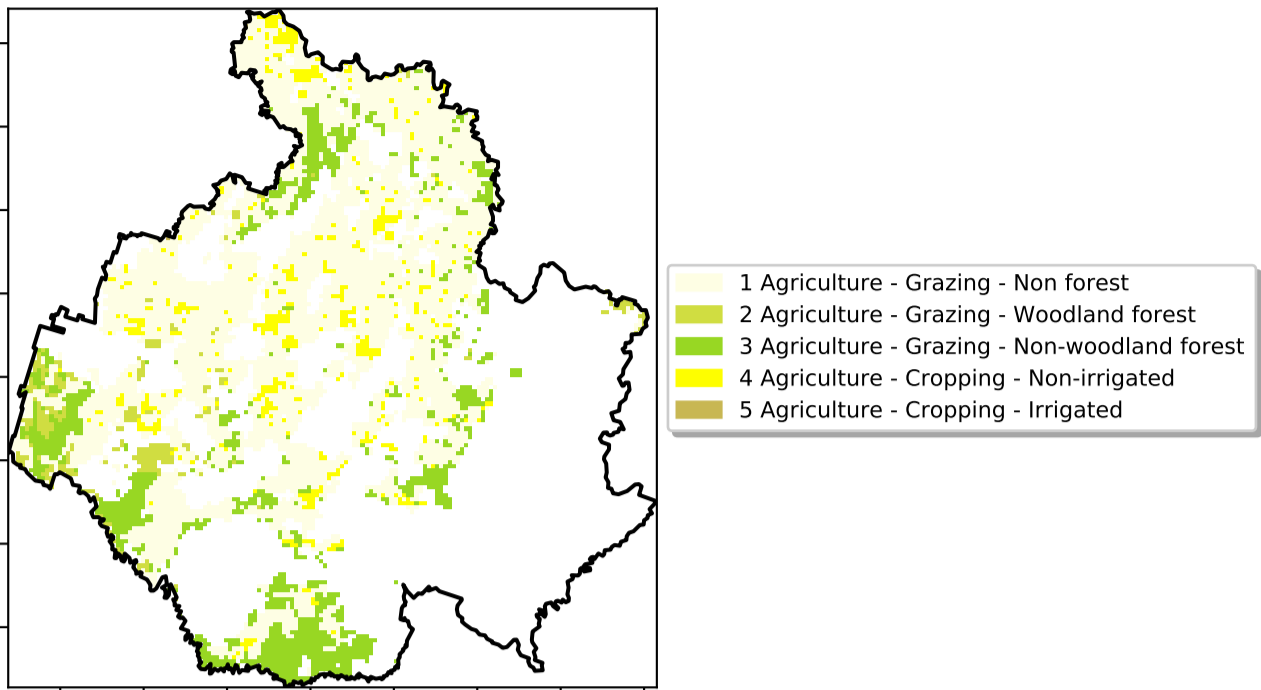 1 Agriculture - Grazing - Non forest
2 Agriculture - Grazing - Woodland forest
3 Agriculture - Grazing - Non-woodland forest
4 Agriculture - Cropping - Non-irrigated
5 Agriculture - Cropping - Irrigated